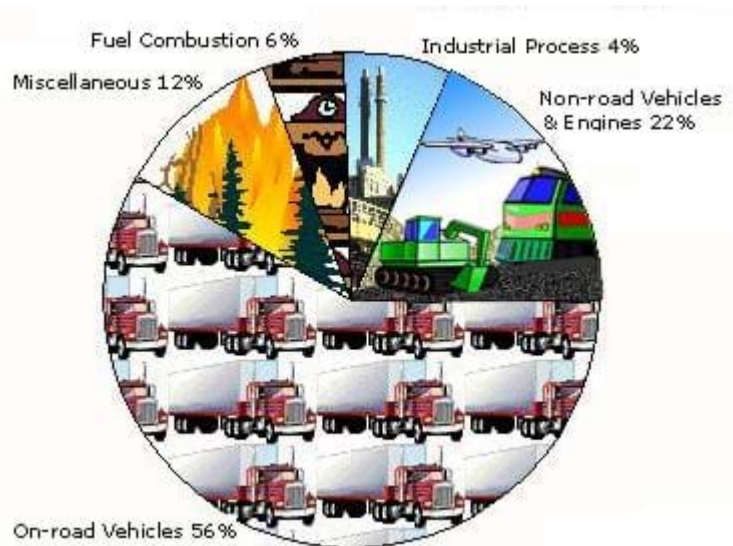 Fuel Combustion 6%
Industrial Process 4%
Miscellaneous 12%
Non-road Vehicles
& Engines 22%
On-road Vehicles 56%